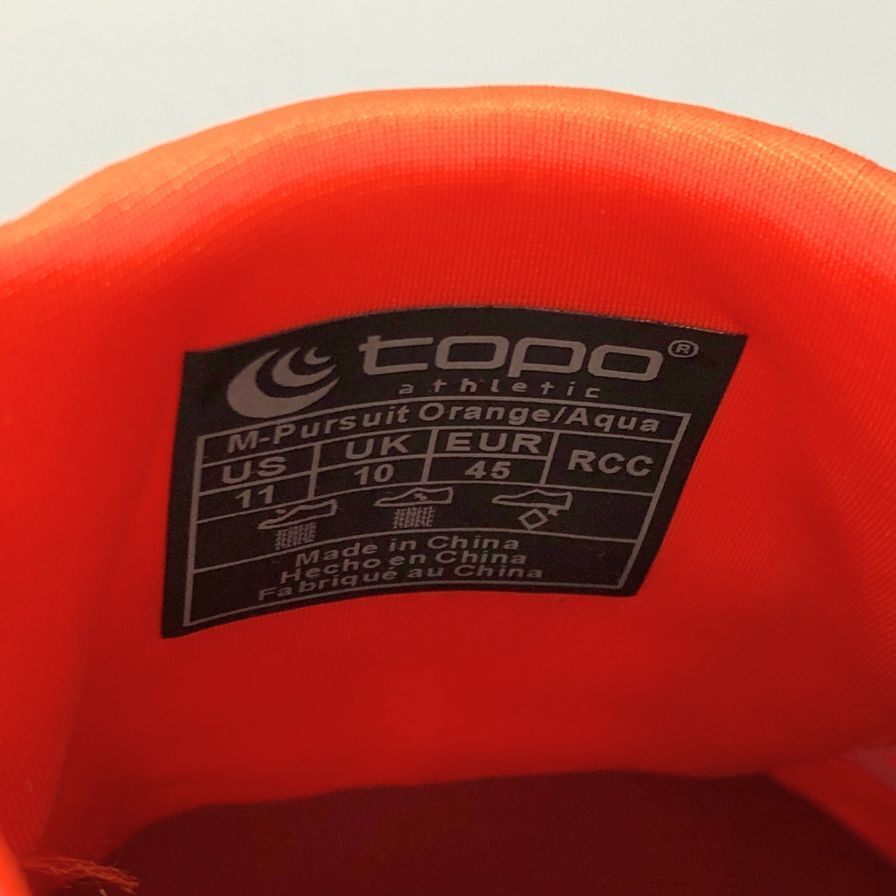 topo®
athletic
M-Pursuit Orange/Aqua
US UK EUR RCC
11 10 45
Made in China
Hecho en China
Fabriqué au China